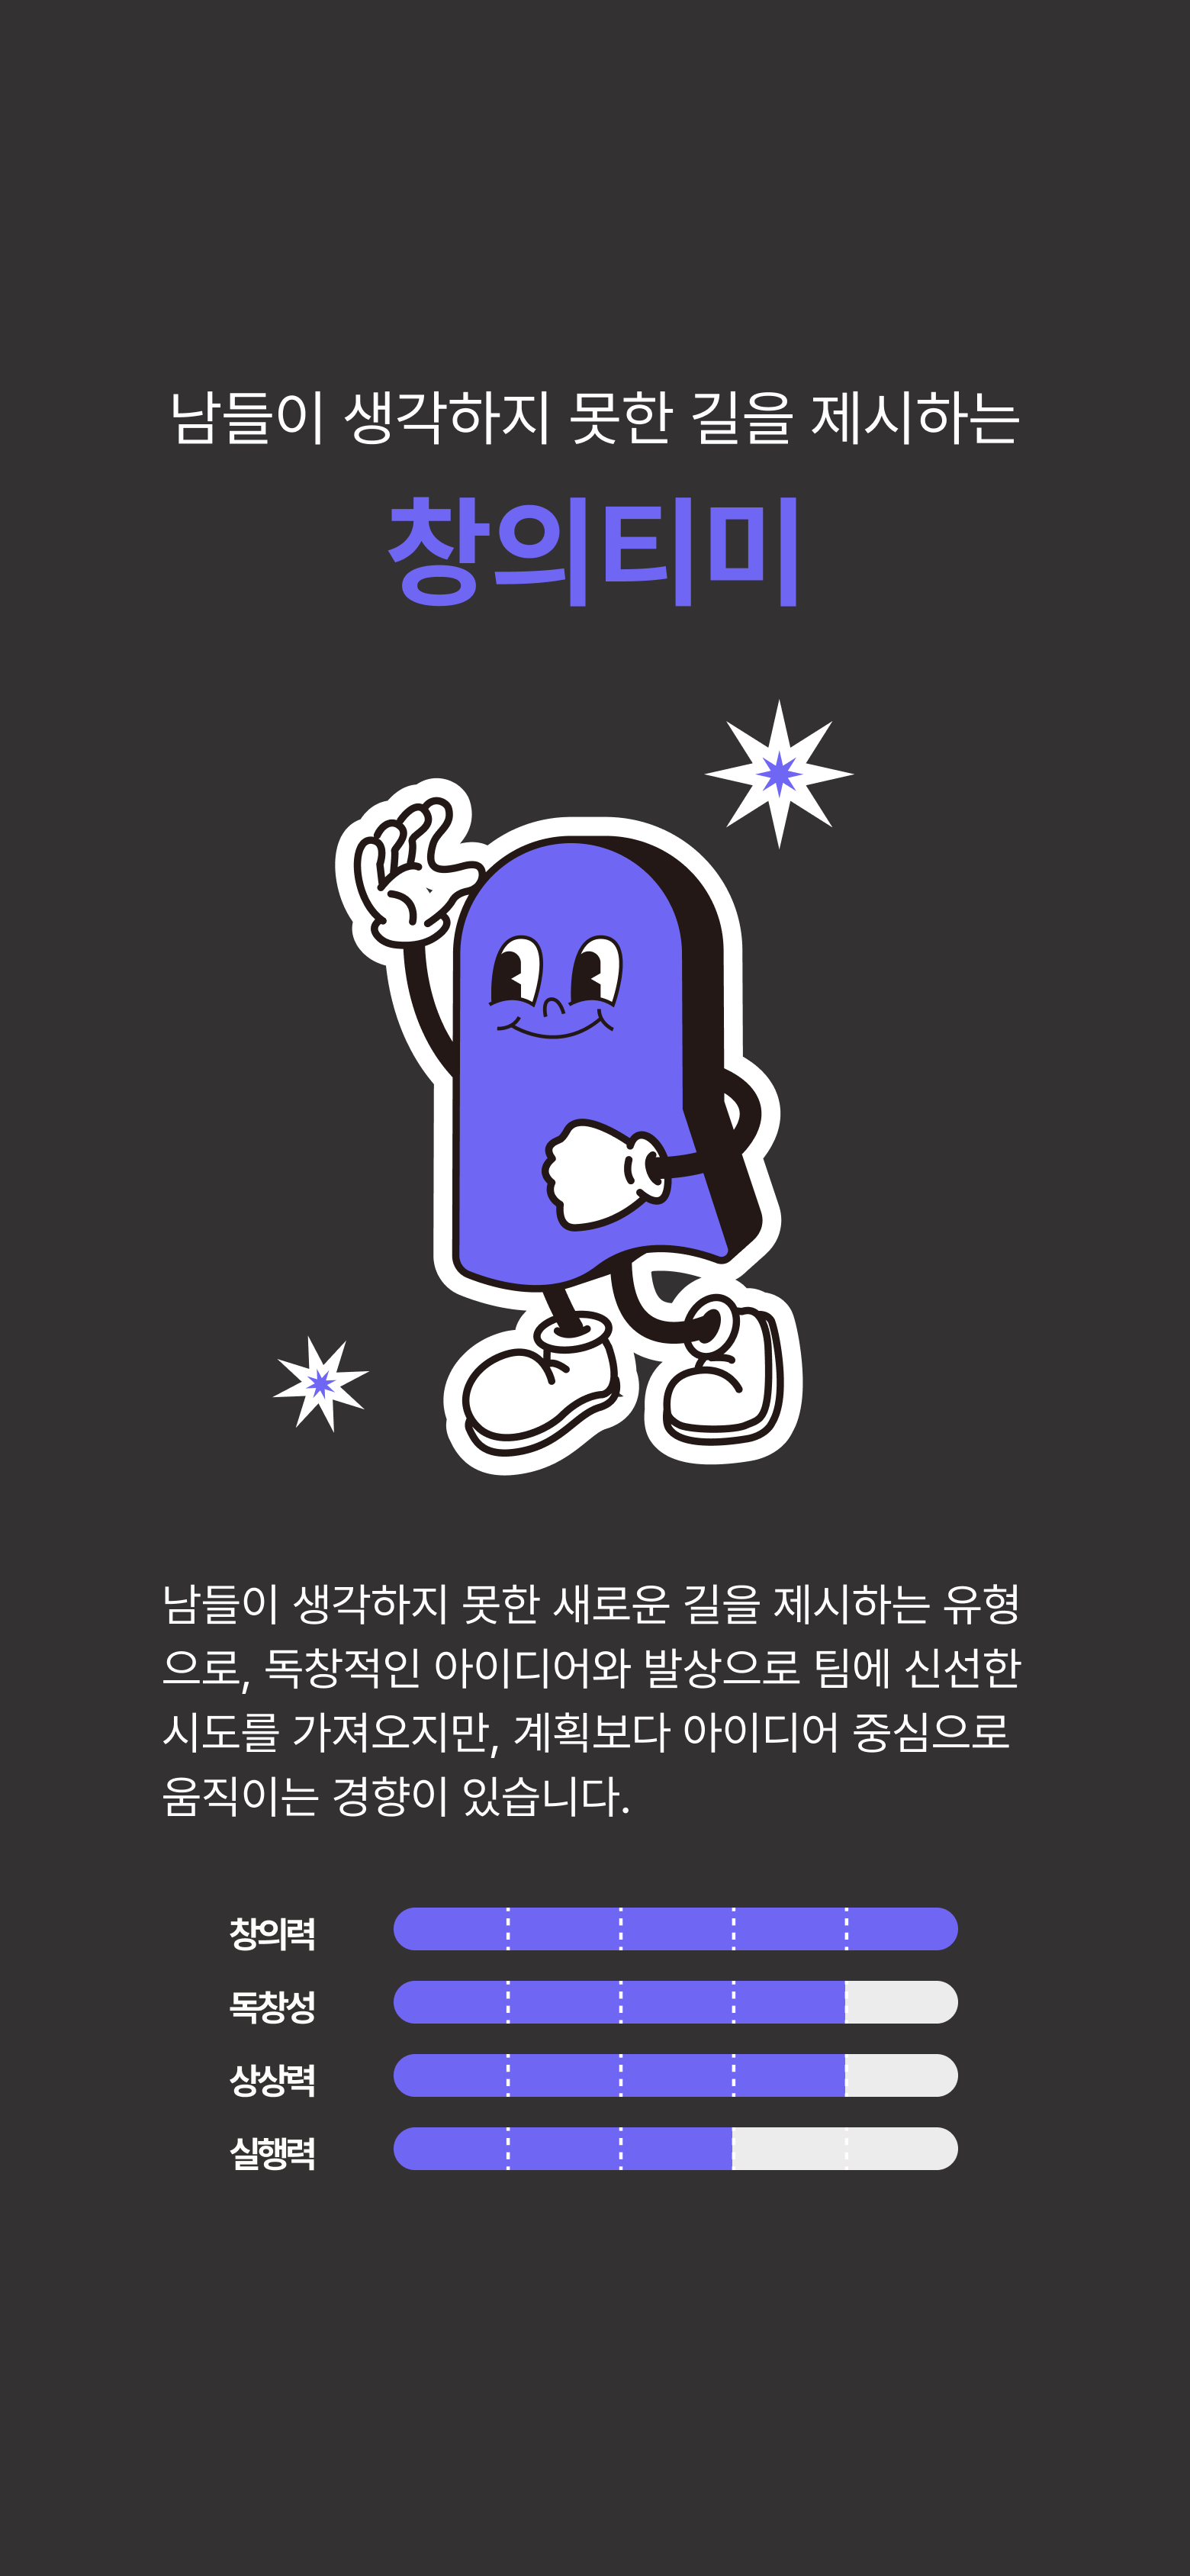 남들이 생각하지 못한 길을 제시하는
창의티미
남들이 생각하지 못한 새로운 길을 제시하는 유형
으로, 독창적인 아이디어와 발상으로 팀에 신선한
시도를 가져오지만, 계획보다 아이디어 중심으로
움직이는 경향이 있습니다.
창의력
독창성
상상력
실행력